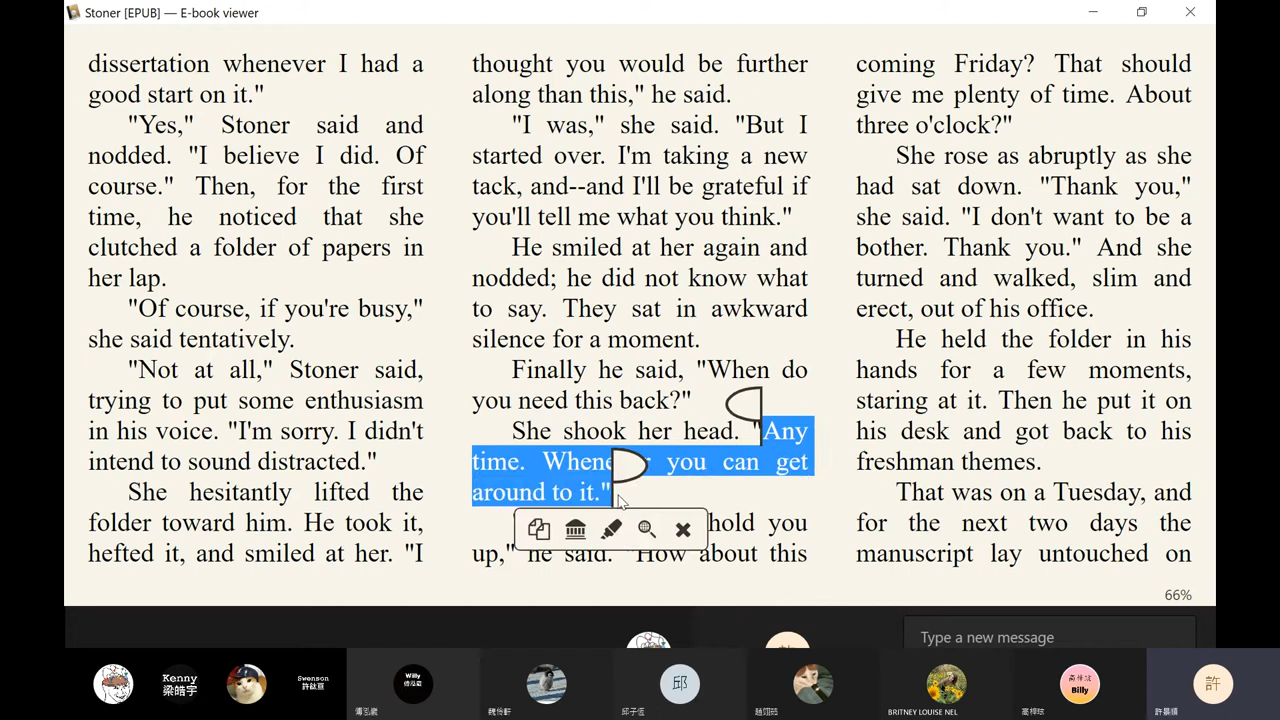 Stoner [EPUB] — E-book viewer
dissertation whenever I had a
good start on it."
"Yes," Stoner said and
nodded. "I believe I did. Of
course." Then, for the first
time, he noticed that she
clutched a folder of papers in
her lap.
"Of course, if you're busy,"
she said tentatively.
"Not at all," Stoner said,
trying to put some enthusiasm
in his voice. "I'm sorry. I didn't
intend to sound distracted."
She hesitantly lifted the
folder toward him. He took it,
hefted it, and smiled at her. "I
thought you would be further
along than this," he said.
"I was," she said. "But I
started over. I'm taking a new
tack, and--and I'll be grateful if
you'll tell me what you think."
He smiled at her again and
nodded; he did not know what
to say. They sat in awkward
silence for a moment.
Finally he said, "When do
you need this back?"
She shook her head. "Any
time. Whenever you can get
around to it."
hold you
up," he said. "How about this
coming Friday? That should
give me plenty of time. About
three o'clock?"
She rose as abruptly as she
had sat down. "Thank you,"
she said. "I don't want to be a
bother. Thank you." And she
turned and walked, slim and
erect, out of his office.
He held the folder in his
hands for a few moments,
staring at it. Then he put it on
his desk and got back to his
freshman themes.
That was on a Tuesday, and
for the next two days the
manuscript lay untouched on
66%
Type a new message
Kenny
梁皓宇
Swenson
Willy
邱
高梓玹
Billy
許
邱子恆
趙翊茹
BRITNEY LOUISE NEL
高梓玹